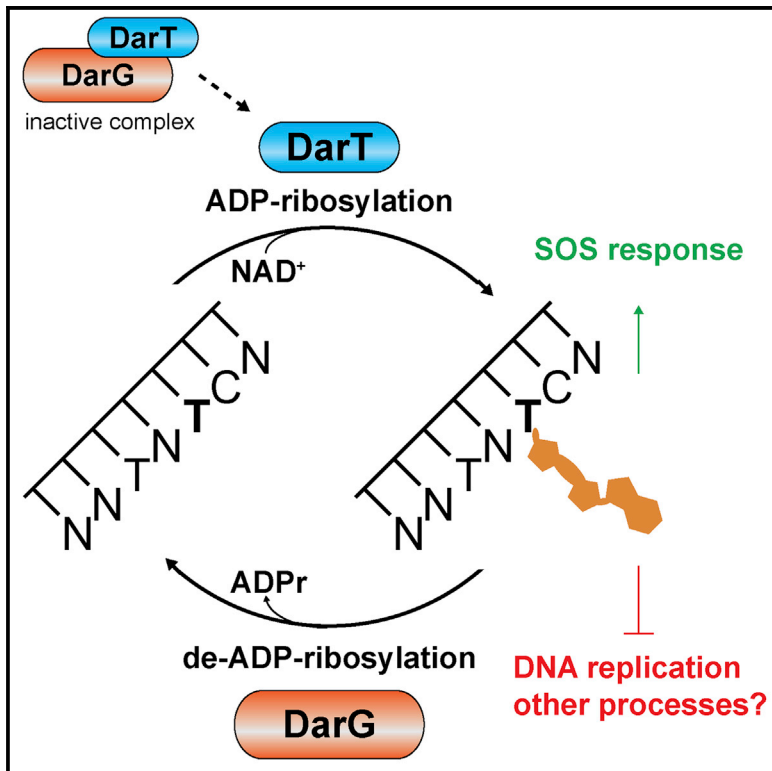 DarT
DarG
inactive complex
DarT
ADP-ribosylation
NAD+
SOS response
N N T N T C N
N N T N T C N
ADPr
de-ADP-ribosylation
DarG
DNA replication
other processes?